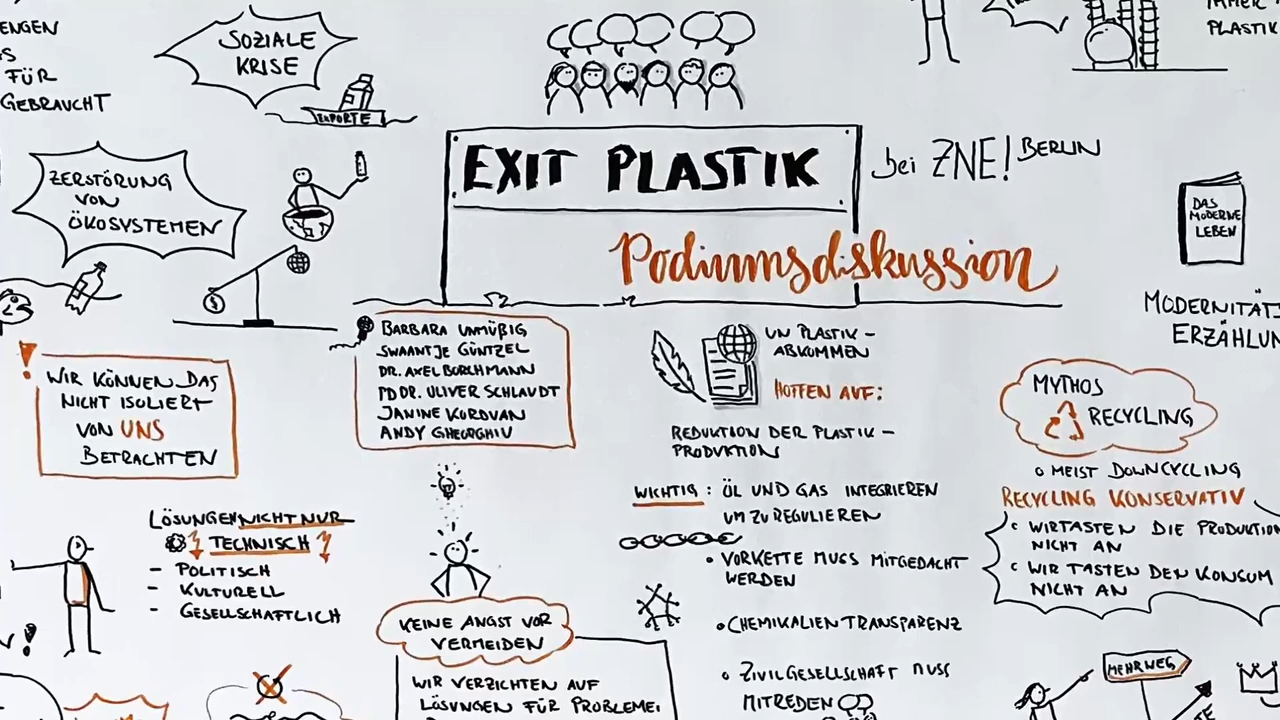 ENGEN
S
FÜR
GEBRAUCHT
SOZIALE
KRISE
EXPORTE
ZERSTÖRUNG
VON
ÖKOSYSTEMEN
EXIT PLASTIK
bei ZNE! BERLIN
Podiumsdiskussion
PLASTIK
DAS
MODERNE
LEBEN
MODERNITÄTS
ERZÄHLUN
! WIR KÖNNEN DAS
NICHT ISOLIERT
VON UNS
BETRACHTEN
BARBARA UNMÜßIG
SWAANTJE GÜNTZEL
DR. AXEL BORCHMANN
PD DR. OLIVER SCHLAUDT
JANINE KORDUAN
ANDY GHEORGHIU
UN PLASTIK-
ABKOMMEN
HOFFEN AUF:
REDUKTION DER PLASTIK-
PRODUKTION
WICHTIG: ÖL UND GAS INTEGRIEREN
UM ZU REGULIEREN
• VORKETTE MUSS MITGEDACHT
WERDEN
• CHEMIKALIENTRANSPARENZ
• ZIVILGESELLSCHAFT MUSS
MITREDEN
MYTHOS
RECYCLING
o MEIST DOWNCYCLING
RECYCLING KONSERVATIV
WIR TASTEN DIE PRODUKTION
NICHT AN
WIR TASTEN DEN KONSUM
NICHT AN
MEHRWEG
LÖSUNGEN NICHT NUR
TECHNISCH
- POLITISCH
- KULTURELL
- GESELLSCHAFTLICH
KEINE ANGST VOR
VERMEIDEN
WIR VERZICHTEN AUF
LÖSUNGEN FÜR PROBLEME,